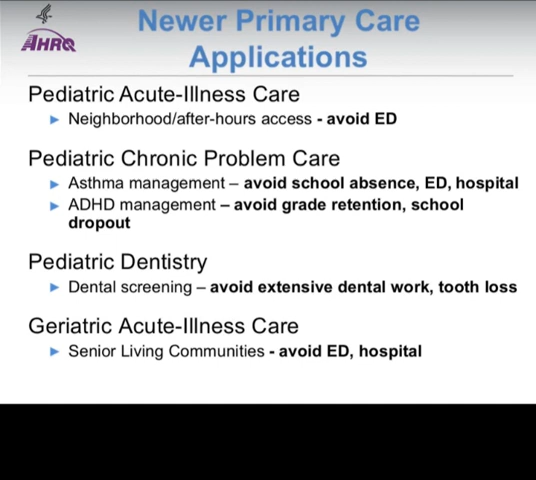 AHRQ
Newer Primary Care
Applications
Pediatric Acute-Illness Care
► Neighborhood/after-hours access - avoid ED
Pediatric Chronic Problem Care
► Asthma management – avoid school absence, ED, hospital
► ADHD management – avoid grade retention, school
dropout
Pediatric Dentistry
► Dental screening – avoid extensive dental work, tooth loss
Geriatric Acute-Illness Care
► Senior Living Communities - avoid ED, hospital